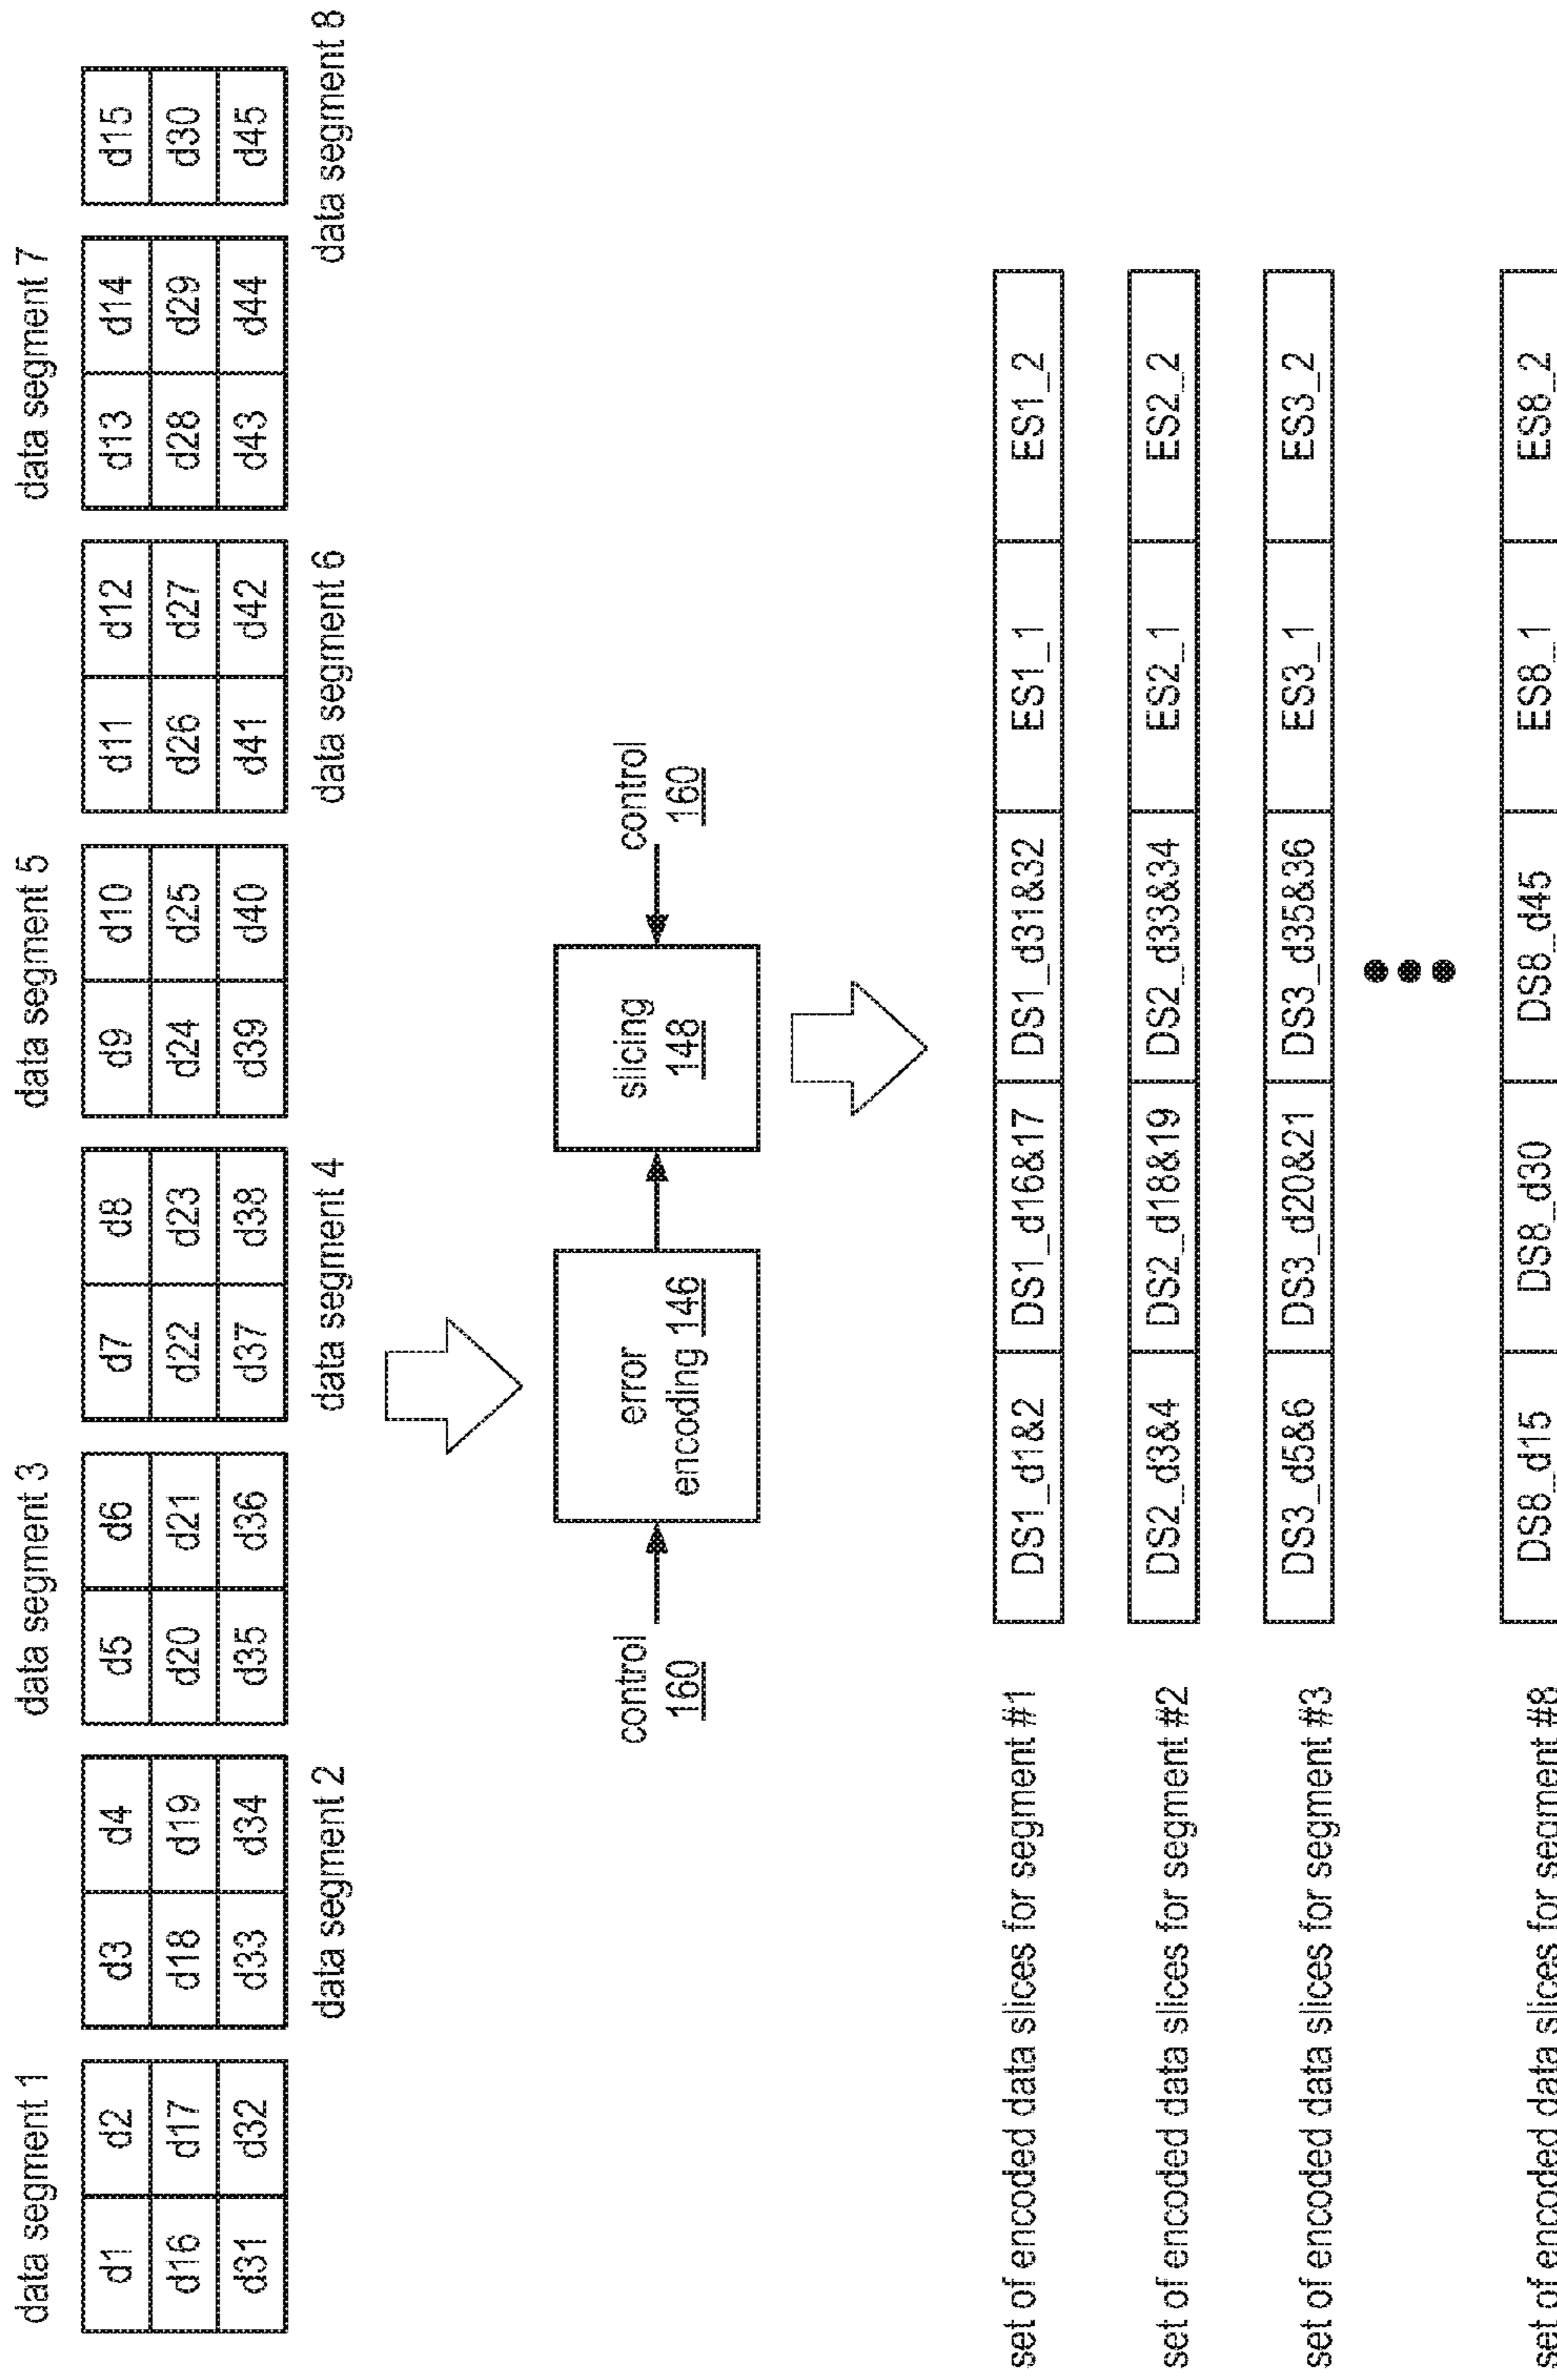 data segment 1
data segment 3
data segment 5
data segment 7
d1 d2 d3 d4 d5 d6 d7 d8 d9 d10 d11 d12 d13 d14 d15
d16 d17 d18 d19 d20 d21 d22 d23 d24 d25 d26 d27 d28 d29 d30
d31 d32 d33 d34 d35 d36 d37 d38 d39 d40 d41 d42 d43 d44 d45
data segment 2
data segment 4
data segment 6
data segment 8
control
160
error
encoding 146
slicing
148
control
160
set of encoded data slices for segment #1
DS1_d1&2 DS1_d16&17 DS1_d31&32 ES1_1 ES1_2
set of encoded data slices for segment #2
DS2_d3&4 DS2_d18&19 DS2_d33&34 ES2_1 ES2_2
set of encoded data slices for segment #3
DS3_d5&6 DS3_d20&21 DS3_d35&36 ES3_1 ES3_2
set of encoded data slices for segment #8
DS8_d15 DS8_d30 DS8_d45 ES8_1 ES8_2